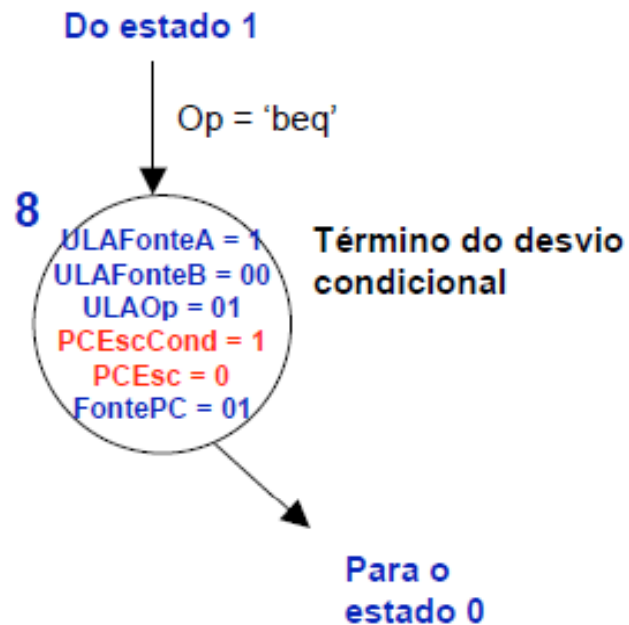 Do estado 1
Op = ‘beq’
8
ULAFonteA = 1
ULAFonteB = 00
ULAOp = 01
PCEscCond = 1
PCEsc = 0
FontePC = 01
Término do desvio
condicional
Para o
estado 0